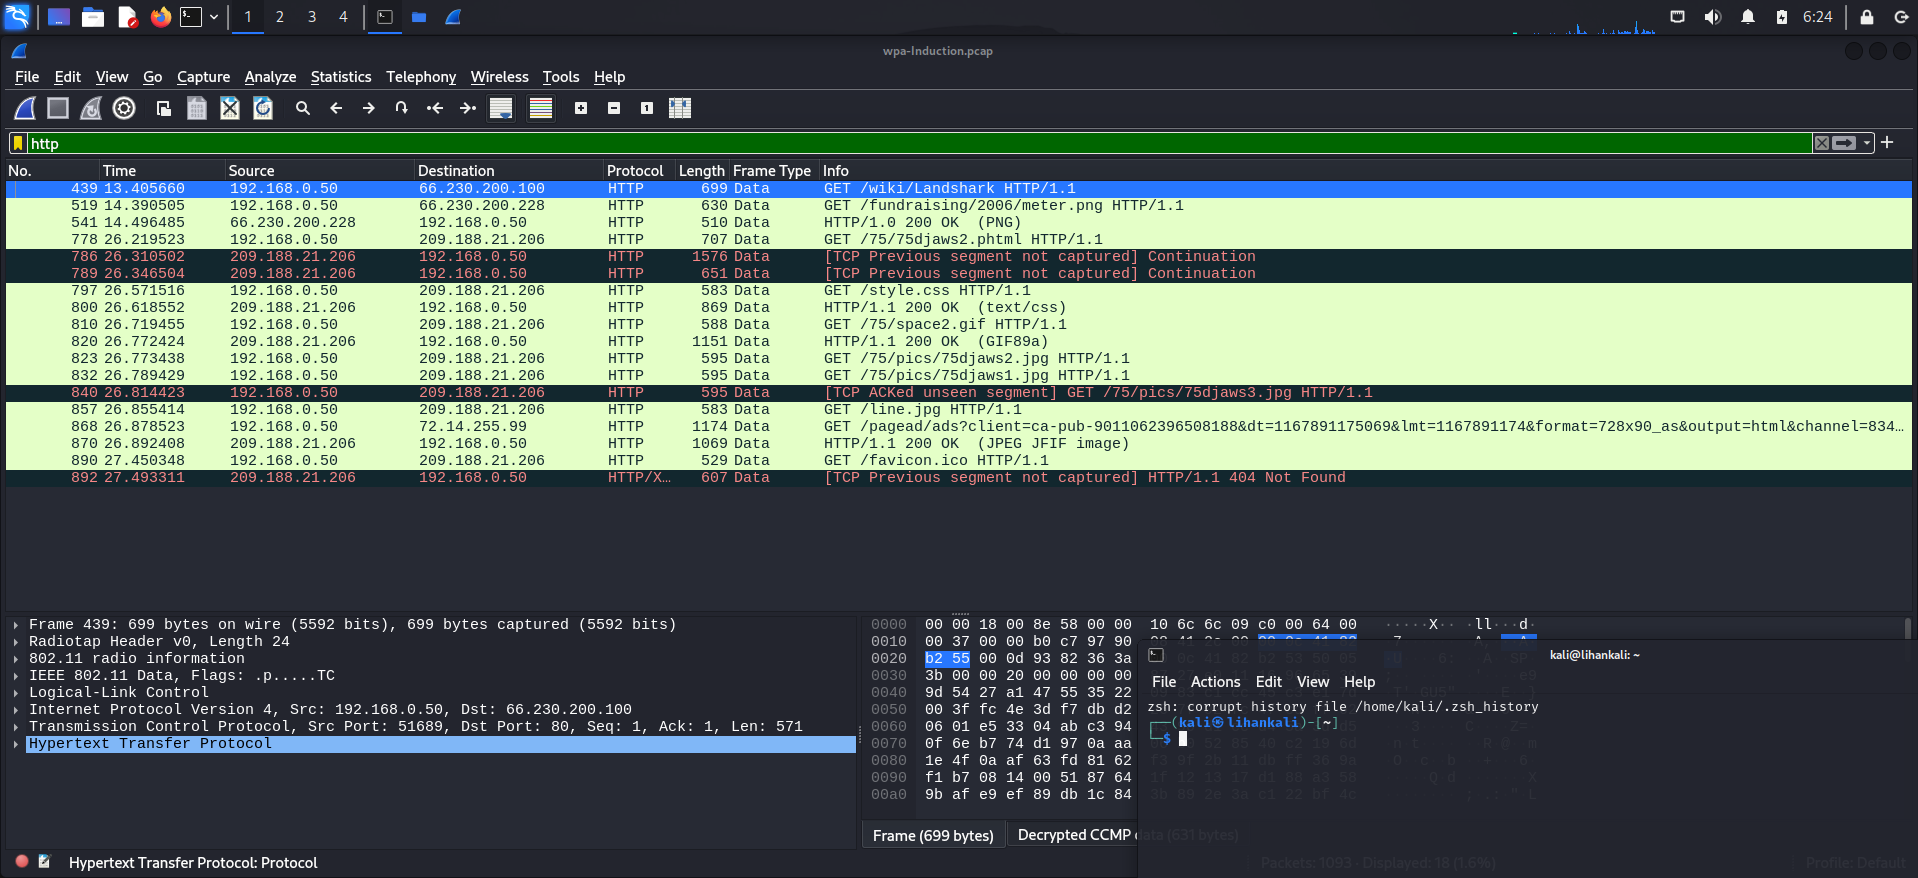 1 2 3 4 6:24
wpa-Induction.pcap
File Edit View Go Capture Analyze Statistics Telephony Wireless Tools Help
http
No. Time Source Destination Protocol Length Frame Type Info
439 13.405660 192.168.0.50 66.230.200.100 HTTP 699 Data GET /wiki/Landshark HTTP/1.1
519 14.390505 192.168.0.50 66.230.200.228 HTTP 630 Data GET /fundraising/2006/meter.png HTTP/1.1
541 14.496485 66.230.200.228 192.168.0.50 HTTP 510 Data HTTP/1.0 200 OK (PNG)
778 26.219523 192.168.0.50 209.188.21.206 HTTP 707 Data GET /75/75djaws2.phtml HTTP/1.1
786 26.310502 209.188.21.206 192.168.0.50 HTTP 1576 Data [TCP Previous segment not captured] Continuation
789 26.346504 209.188.21.206 192.168.0.50 HTTP 651 Data [TCP Previous segment not captured] Continuation
797 26.571516 192.168.0.50 209.188.21.206 HTTP 583 Data GET /style.css HTTP/1.1
800 26.618552 209.188.21.206 192.168.0.50 HTTP 869 Data HTTP/1.1 200 OK (text/css)
810 26.719455 192.168.0.50 209.188.21.206 HTTP 588 Data GET /75/space2.gif HTTP/1.1
820 26.772424 209.188.21.206 192.168.0.50 HTTP 1151 Data HTTP/1.1 200 OK (GIF89a)
823 26.773438 192.168.0.50 209.188.21.206 HTTP 595 Data GET /75/pics/75djaws2.jpg HTTP/1.1
832 26.789429 192.168.0.50 209.188.21.206 HTTP 595 Data GET /75/pics/75djaws1.jpg HTTP/1.1
840 26.814423 192.168.0.50 209.188.21.206 HTTP 595 Data [TCP ACKed unseen segment] GET /75/pics/75djaws3.jpg HTTP/1.1
857 26.855414 192.168.0.50 209.188.21.206 HTTP 583 Data GET /line.jpg HTTP/1.1
868 26.878523 192.168.0.50 72.14.255.99 HTTP 1174 Data GET /pagead/ads?client=ca-pub-9011062396508188&dt=1167891175069&lmt=1167891174&format=728x90_as&output=html&channel=834…
870 26.892408 209.188.21.206 192.168.0.50 HTTP 1069 Data HTTP/1.1 200 OK (JPEG JFIF image)
890 27.450348 192.168.0.50 209.188.21.206 HTTP 529 Data GET /favicon.ico HTTP/1.1
892 27.493311 209.188.21.206 192.168.0.50 HTTP/X… 607 Data [TCP Previous segment not captured] HTTP/1.1 404 Not Found
Frame 439: 699 bytes on wire (5592 bits), 699 bytes captured (5592 bits)
Radiotap Header v0, Length 24
802.11 radio information
IEEE 802.11 Data, Flags: .p.....TC
Logical-Link Control
Internet Protocol Version 4, Src: 192.168.0.50, Dst: 66.230.200.100
Transmission Control Protocol, Src Port: 51689, Dst Port: 80, Seq: 1, Ack: 1, Len: 571
Hypertext Transfer Protocol
0000 00 00 18 00 8e 58 00 00 10 6c 6c 09 c0 00 64 00 ·····X·· ·ll···d·
0010 00 37 00 00 b0 c7 97 90
0020 b2 55 00 0d 93 82 36 3a
0030 3b 00 00 20 00 00 00 00
0040 9d 54 27 a1 47 55 35 22
0050 00 3f fc 4e 3d f7 db d2
0060 06 01 e5 33 04 ab c3 94
0070 0f 6e b7 74 d1 97 0a aa
0080 1e 4f 0a af 63 fd 81 62
0090 f1 b7 08 14 00 51 87 64
00a0 9b af e9 ef 89 db 1c 84
Frame (699 bytes) Decrypted CCMP data (631 bytes)
kali@lihankali: ~
File Actions Edit View Help
zsh: corrupt history file /home/kali/.zsh_history
┌──(kali㉿lihankali)-[~]
└─$
Hypertext Transfer Protocol: Protocol
Packets: 1093 · Displayed: 18 (1.6%) Profile: Default